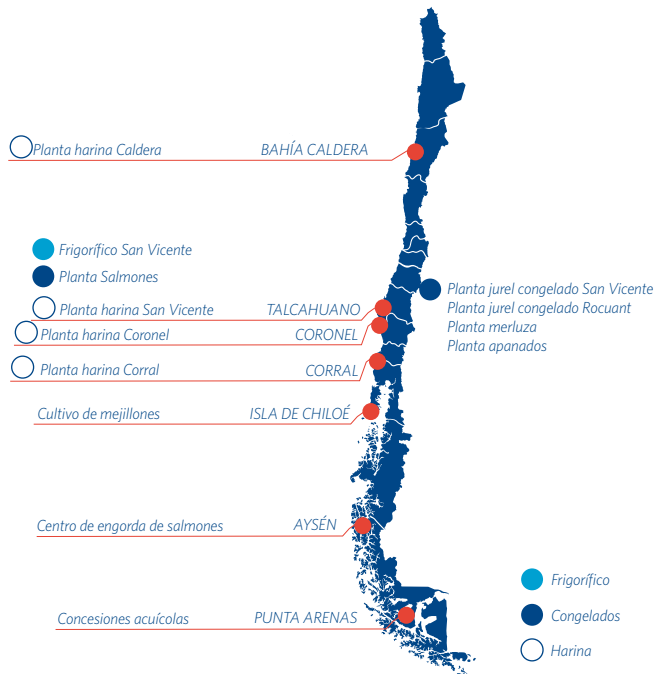 Planta harina Caldera
BAHÍA CALDERA
Frigorífico San Vicente
Planta Salmones
Planta harina San Vicente
TALCAHUANO
Planta jurel congelado San Vicente
Planta jurel congelado Rocuant
Planta merluza
Planta apanados
Planta harina Coronel
CORONEL
Planta harina Corral
CORRAL
Cultivo de mejillones
ISLA DE CHILOÉ
Centro de engorda de salmones
AYSÉN
Concesiones acuícolas
PUNTA ARENAS
Frigorífico
Congelados
Harina